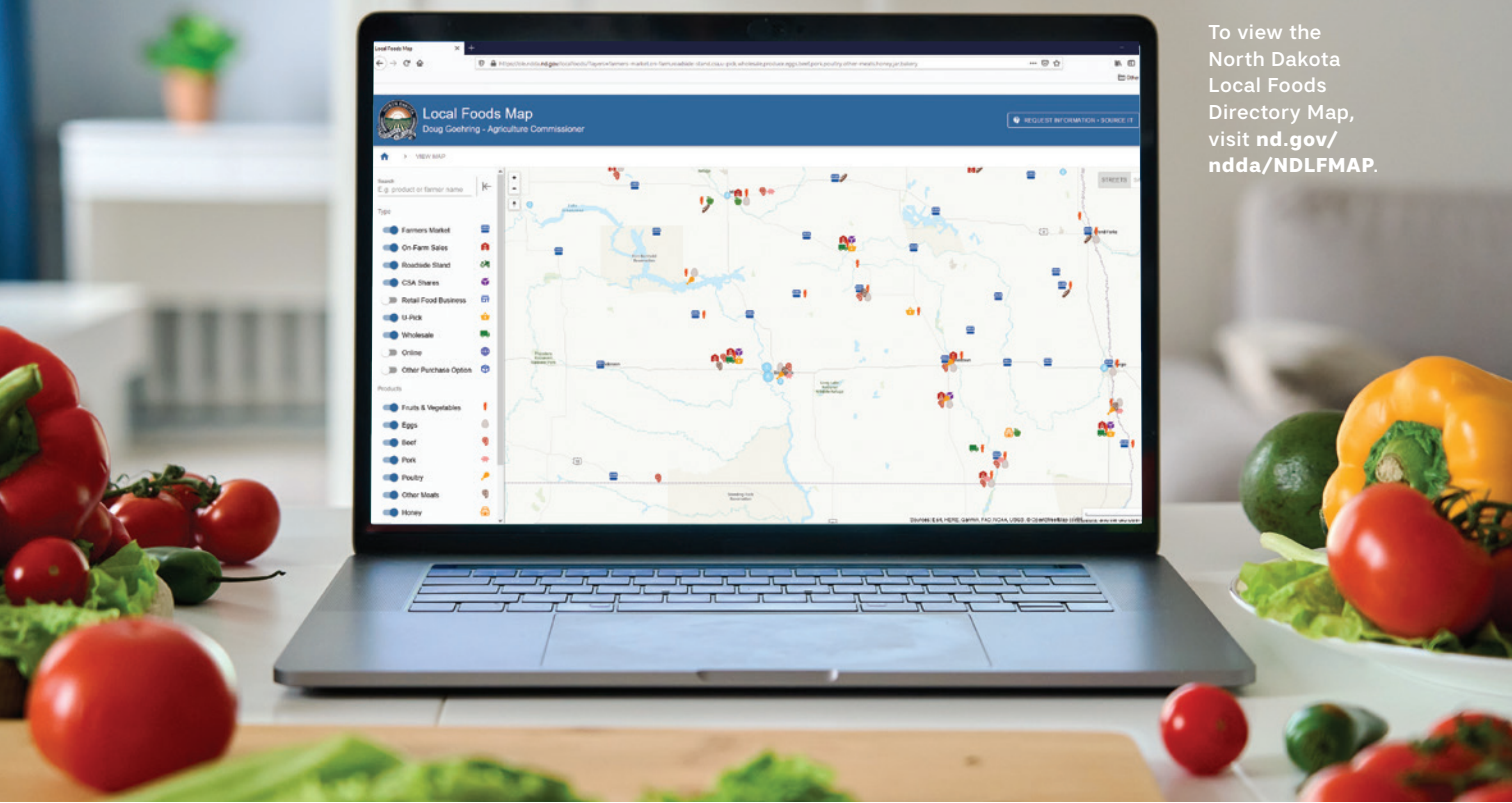 To view the
North Dakota
Local Foods
Directory Map,
visit nd.gov/
ndda/NDLFMAP.
Local Foods Map
Local Foods Map
Doug Goehring - Agriculture Commissioner
REQUEST INFORMATION - SOURCE IT
VIEW MAP
Search
E.g. product or farmer name
STREETS
Type
Farmers Market
On-Farm Sales
Roadside Stand
CSA Shares
Retail Food Business
U-Pick
Wholesale
Online
Other Purchase Option
Products
Fruits & Vegetables
Eggs
Beef
Pork
Poultry
Other Meats
Honey